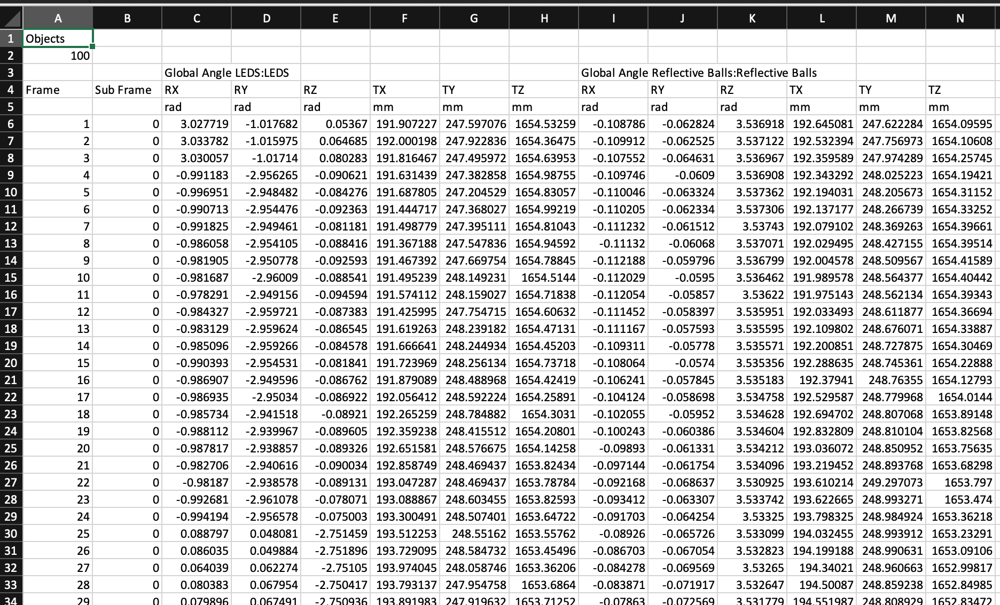 A B C D E F G H I J K L M N
1 Objects
2 100
3 Global Angle LEDS:LEDS Global Angle Reflective Balls:Reflective Balls
4 Frame Sub Frame RX RY RZ TX TY TZ RX RY RZ TX TY TZ
5 rad rad rad mm mm mm rad rad rad mm mm mm
6 1 0 3.027719 -1.017682 0.05367 191.907227 247.597076 1654.53259 -0.108786 -0.062824 3.536918 192.645081 247.622284 1654.09595
7 2 0 3.033782 -1.015975 0.064685 192.000198 247.922836 1654.36475 -0.109912 -0.062525 3.537122 192.532394 247.756973 1654.10608
8 3 0 3.030057 -1.01714 0.080283 191.816467 247.495972 1654.63953 -0.107552 -0.064631 3.536967 192.359589 247.974289 1654.25745
9 4 0 -0.991183 -2.956265 -0.090621 191.631439 247.382858 1654.98755 -0.109746 -0.0609 3.536908 192.343292 248.025223 1654.19421
10 5 0 -0.996951 -2.948482 -0.084276 191.687805 247.204529 1654.83057 -0.110046 -0.063324 3.537362 192.194031 248.205673 1654.31152
11 6 0 -0.990713 -2.954476 -0.092363 191.444717 247.368027 1654.99219 -0.110205 -0.062334 3.537306 192.137177 248.266739 1654.33252
12 7 0 -0.991825 -2.949461 -0.081181 191.498779 247.395111 1654.81043 -0.111232 -0.061512 3.53743 192.079102 248.369263 1654.39661
13 8 0 -0.986058 -2.954105 -0.088416 191.367188 247.547836 1654.94592 -0.11132 -0.06068 3.537071 192.029495 248.427155 1654.39514
14 9 0 -0.981905 -2.950778 -0.092593 191.467392 247.669754 1654.78845 -0.112188 -0.059796 3.536799 192.004578 248.509567 1654.41589
15 10 0 -0.981687 -2.96009 -0.088541 191.495239 248.149231 1654.5144 -0.112029 -0.0595 3.536462 191.989578 248.564377 1654.40442
16 11 0 -0.978291 -2.949156 -0.094594 191.574112 248.159027 1654.71838 -0.112054 -0.05857 3.53622 191.975143 248.562134 1654.39343
17 12 0 -0.984327 -2.959721 -0.087383 191.425995 247.754715 1654.60632 -0.111452 -0.058397 3.535951 192.033493 248.611877 1654.36694
18 13 0 -0.983129 -2.959624 -0.086545 191.619263 248.239182 1654.47131 -0.111167 -0.057593 3.535595 192.109802 248.676071 1654.33887
19 14 0 -0.985096 -2.959266 -0.084578 191.666641 248.244934 1654.45203 -0.109311 -0.05778 3.535571 192.200851 248.727875 1654.30469
20 15 0 -0.990393 -2.954531 -0.081841 191.723969 248.256134 1654.73718 -0.108064 -0.0574 3.535356 192.288635 248.745361 1654.22888
21 16 0 -0.986907 -2.949596 -0.086762 191.879089 248.488968 1654.42419 -0.106241 -0.057845 3.535183 192.37941 248.76355 1654.12793
22 17 0 -0.986935 -2.95034 -0.086922 192.056412 248.592224 1654.25891 -0.104124 -0.058698 3.534758 192.529587 248.779968 1654.0144
23 18 0 -0.985734 -2.941518 -0.08921 192.265259 248.784882 1654.3031 -0.102055 -0.05952 3.534628 192.694702 248.807068 1653.89148
24 19 0 -0.988112 -2.939967 -0.089605 192.359238 248.415512 1654.20801 -0.100243 -0.060386 3.534604 192.832809 248.810104 1653.82568
25 20 0 -0.987817 -2.938857 -0.089326 192.651581 248.576675 1654.14258 -0.09893 -0.061331 3.534212 193.036072 248.850952 1653.75635
26 21 0 -0.982706 -2.940616 -0.090034 192.858749 248.469437 1653.82434 -0.097144 -0.061754 3.534096 193.219452 248.893768 1653.68298
27 22 0 -0.98187 -2.938578 -0.089131 193.047287 248.469437 1653.78784 -0.092168 -0.068637 3.530925 193.610214 249.297073 1653.797
28 23 0 -0.992681 -2.961078 -0.078071 193.088867 248.603455 1653.82593 -0.093412 -0.063307 3.533742 193.622665 248.993271 1653.474
29 24 0 -0.994194 -2.956578 -0.075003 193.300491 248.507401 1653.64722 -0.091703 -0.064254 3.53325 193.798325 248.984924 1653.36218
30 25 0 0.088797 0.048081 -2.751459 193.512253 248.55162 1653.55762 -0.08926 -0.065726 3.533099 194.032455 248.993912 1653.23291
31 26 0 0.086035 0.049884 -2.751896 193.729095 248.584732 1653.45496 -0.086703 -0.067054 3.532823 194.199188 248.990631 1653.09106
32 27 0 0.064039 0.062274 -2.75105 193.974045 248.058746 1653.36206 -0.084278 -0.069569 3.53265 194.34021 248.960663 1652.99817
33 28 0 0.080383 0.067954 -2.750417 193.793137 247.954758 1653.6864 -0.083871 -0.071917 3.532647 194.50087 248.859238 1652.84985
34 29 0 0.079896 0.067491 -2.750936 193.891983 247.919632 1653.71252 -0.07863 -0.072569 3.531779 194.551987 248.808929 1652.83472